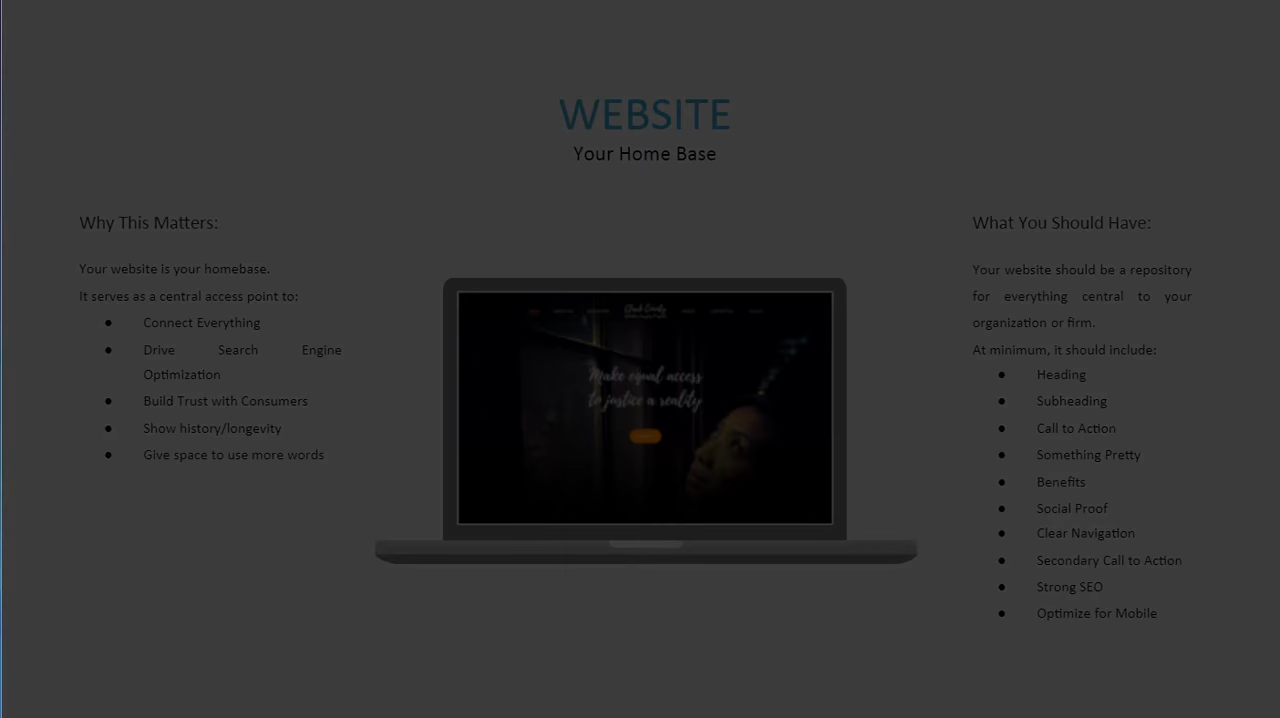 WEBSITE
Your Home Base
Why This Matters:
Your website is your homebase.
It serves as a central access point to:
● Connect Everything
● Drive Search Engine
Optimization
● Build Trust with Consumers
● Show history/longevity
● Give space to use more words
Make equal access
to justice a reality
What You Should Have:
Your website should be a repository
for everything central to your
organization or firm.
At minimum, it should include:
● Heading
● Subheading
● Call to Action
● Something Pretty
● Benefits
● Social Proof
● Clear Navigation
● Secondary Call to Action
● Strong SEO
● Optimize for Mobile